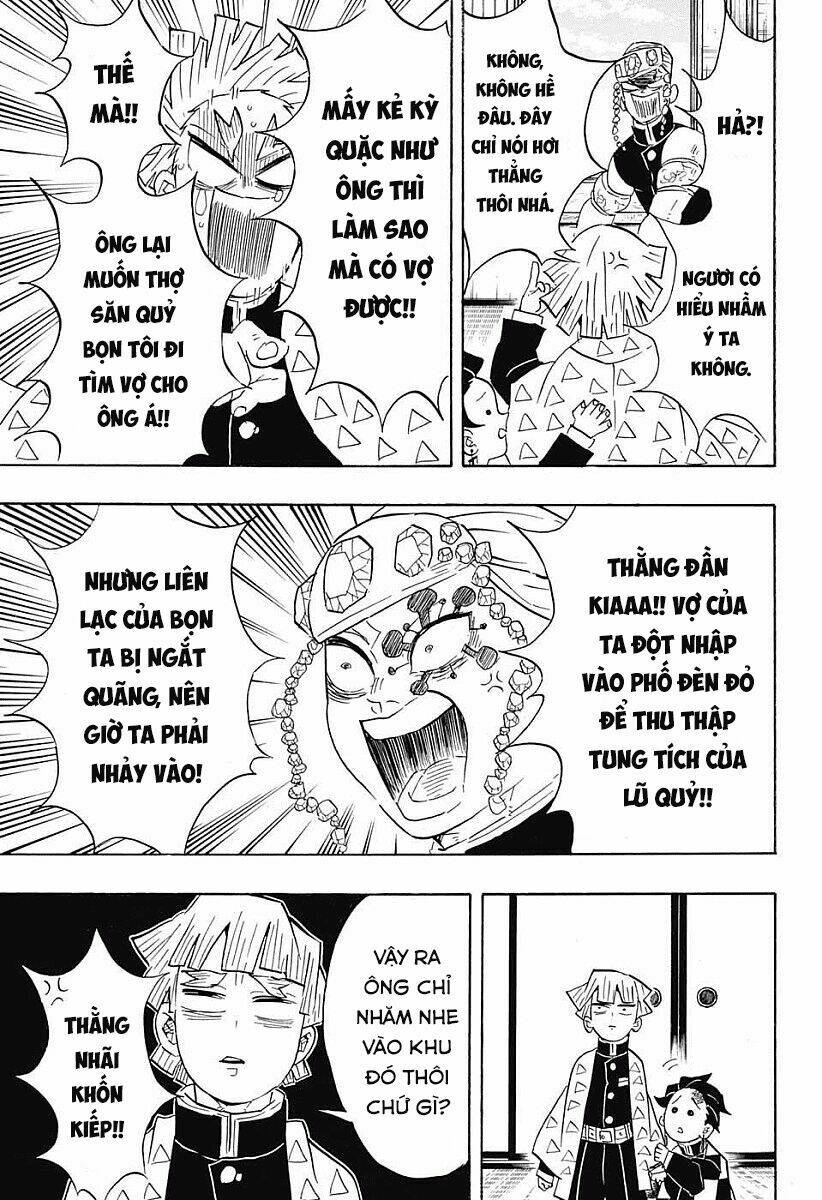 HẢ?!
NGƯƠI CÓ
HIỂU NHẦM
Ý TA
KHÔNG.
KHÔNG,
KHÔNG HỀ
ĐÂU. ĐÂY
CHỈ NÓI HƠI
THẲNG
THÔI NHÁ.
MẤY KẺ KỲ
QUẶC NHƯ
ÔNG THÌ
LÀM SAO
MÀ CÓ VỢ
ĐƯỢC!!
THẾ
MÀ!!
ÔNG LẠI
MUỐN THỢ
SĂN QUỶ
BỌN TÔI ĐI
TÌM VỢ CHO
ÔNG Á!!
THẰNG ĐẦN
KIAAA!! VỢ CỦA
TA ĐỘT NHẬP
VÀO PHỐ ĐÈN ĐỎ
ĐỂ THU THẬP
TUNG TÍCH CỦA
LŨ QUỶ!!
NHƯNG LIÊN
LẠC CỦA BỌN
TA BỊ NGẮT
QUÃNG, NÊN
GIỜ TA PHẢI
NHẢY VÀO!
VẬY RA
ÔNG CHỈ
NHĂM NHE
VÀO KHU
ĐÓ THÔI
CHỨ GÌ?
THẰNG
NHÃI
KHỐN
KIẾP!!